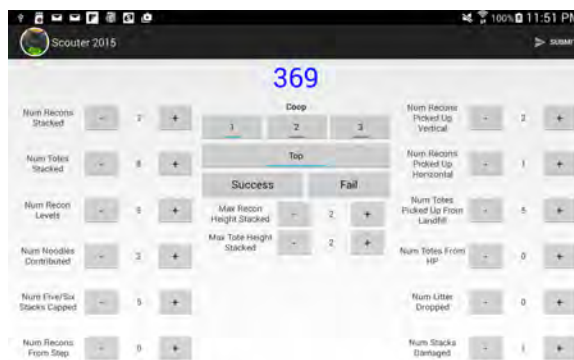 100% 11:51 PM
Scouter 2015
SUBMIT
369
Num Recons
Stacked
-
+
Num Totes
Stacked
-
8
+
Num Recon
Levels
-
+
Num Noodles
Contributed
-
+
Num Five/Six
Stacks Capped
-
5
+
Num Recons
From Step
-
0
+
Coop
1
2
3
Top
Success
Fail
Max Recon
Height Stacked
-
2
+
Max Tote Height
Stacked
-
2
+
Num Recons
Picked Up
Vertical
-
2
+
Num Recons
Picked Up
Horizontal
-
1
+
Num Totes
Picked Up From
Landfill
-
5
+
Num Totes From
HP
-
0
+
Num Litter
Dropped
-
0
+
Num Stacks
Damaged
-
1
+